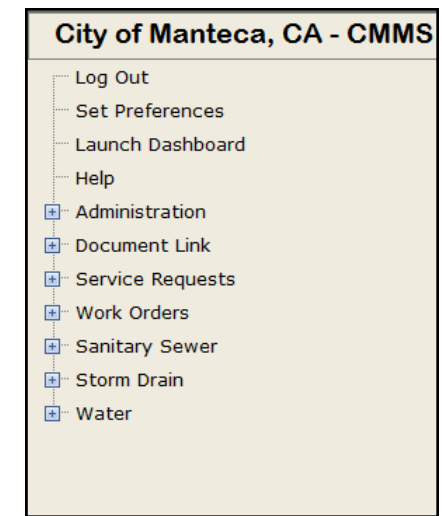 City of Manteca, CA - CMMS
Log Out
Set Preferences
Launch Dashboard
Help
Administration
Document Link
Service Requests
Work Orders
Sanitary Sewer
Storm Drain
Water